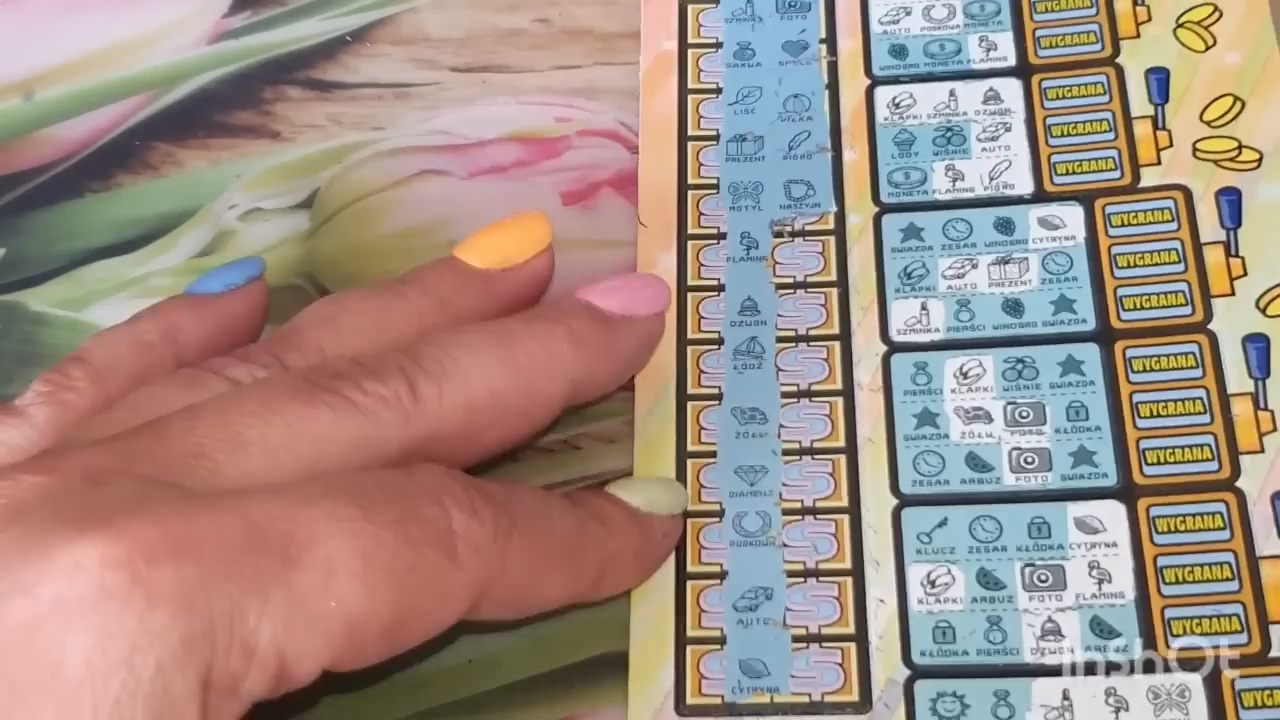 SZMINKA FOTO
SAKWA
LIŚĆ PIŁKA
PREZENT PIÓRO
MOTYL NASZYJN
FLAMING
DZWON
ŁÓDŹ
ŻÓŁW
DIAMENT
PODKOWA
AUTO
CYTRYNA
AUTO PODKOWA MONETA
WYGRANA
WINOGRO MONETA FLAMING
WYGRANA
KLAPKI SZMINKA DZWON
WYGRANA
LODY WIŚNIE AUTO
WYGRANA
MONETA FLAMING PIÓRO
WYGRANA
GWIAZDA ZEGAR WINOGRO CYTRYNA
WYGRANA
KLAPKI AUTO PREZENT ZEGAR
WYGRANA
SZMINKA PIERŚCI WINOGRO GWIAZDA
WYGRANA
PIERŚCI KLAPKI WIŚNIE GWIAZDA
WYGRANA
GWIAZDA ŻÓŁW FOTO KŁÓDKA
WYGRANA
ZEGAR ARBUZ FOTO GWIAZDA
WYGRANA
KLUCZ ZEGAR KŁÓDKA CYTRYNA
WYGRANA
KLAPKI ARBUZ FOTO FLAMING
WYGRANA
KŁÓDKA PIERŚCI DZWON ARBUZ
WYGRANA
InShOt